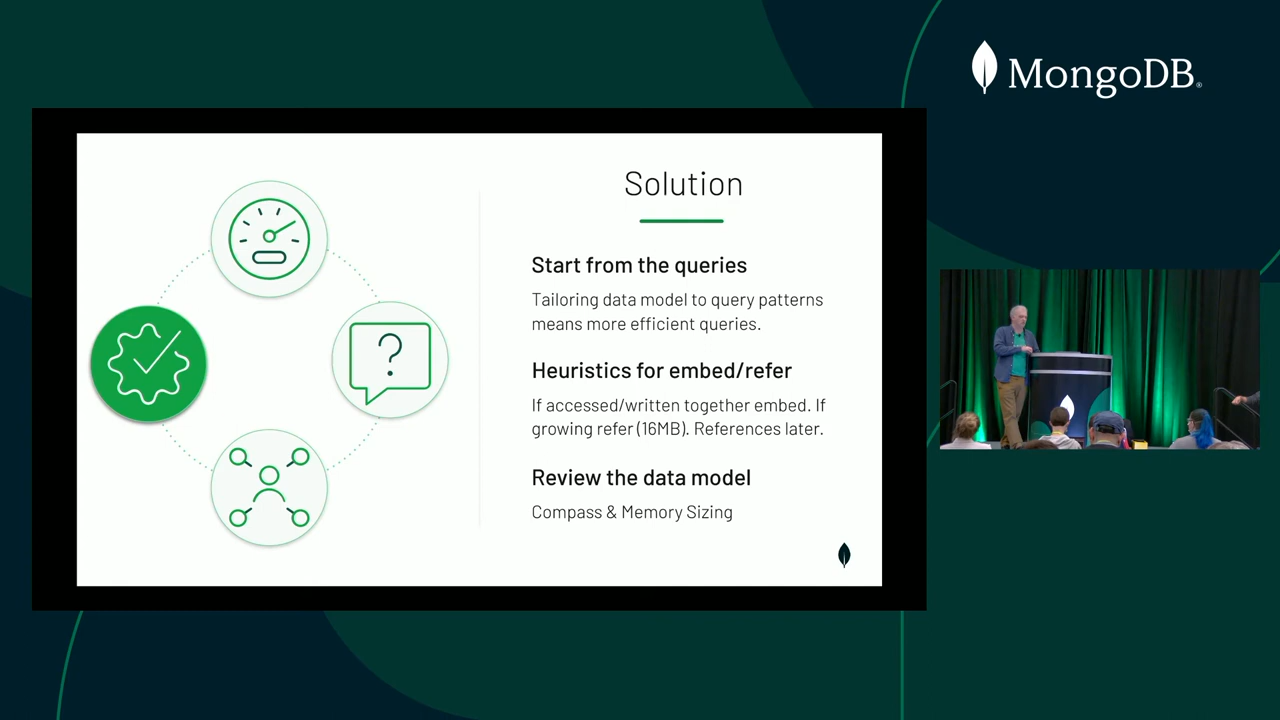 MongoDB®
Solution
Start from the queries
Tailoring data model to query patterns
means more efficient queries.
Heuristics for embed/refer
If accessed/written together embed. If
growing refer (16MB). References later.
Review the data model
Compass & Memory Sizing